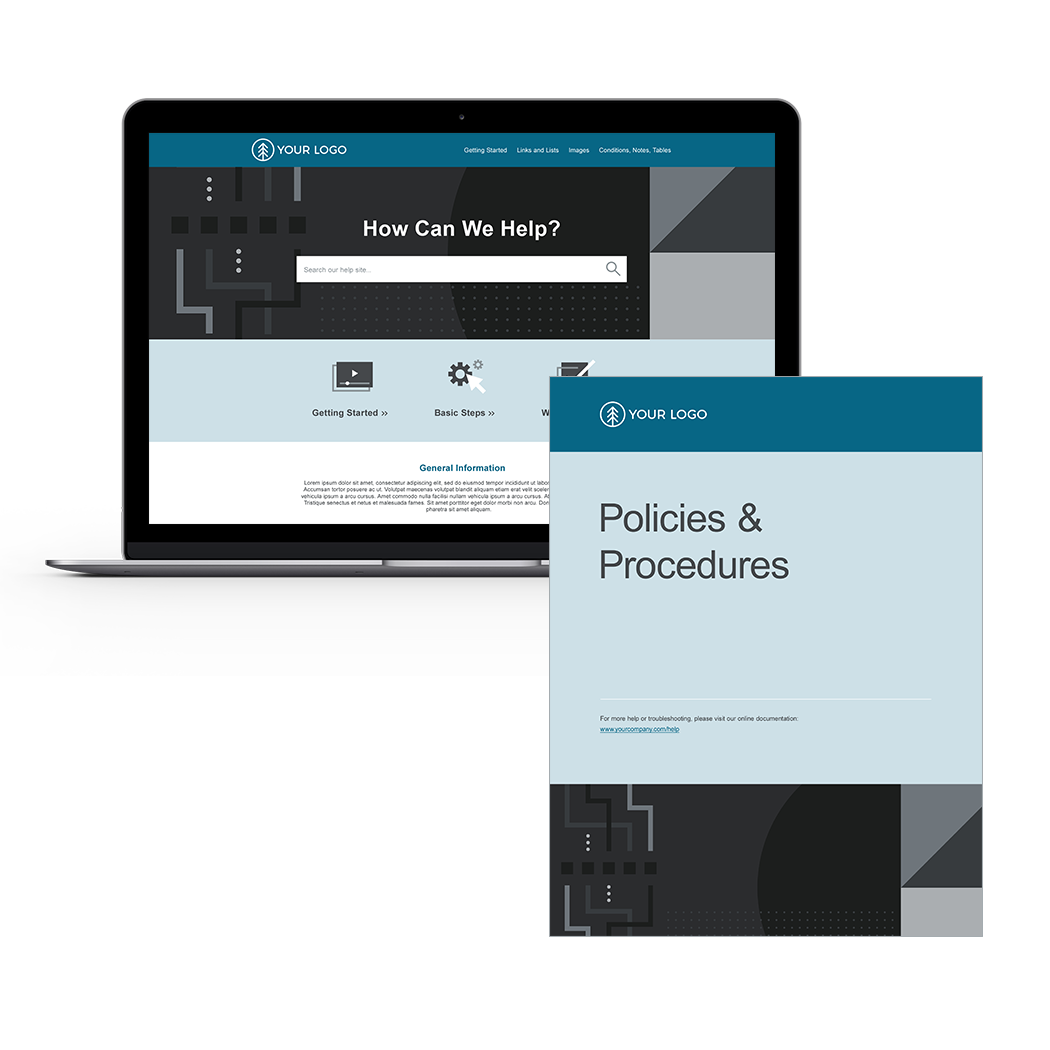 YOUR LOGO
Getting Started Links and Lists Images Conditions, Notes, Tables
How Can We Help?
Search our help site...
Getting Started >> Basic Steps >> W
General Information
Lorem ipsum dolor sit amet, consectetur adipiscing elit, sed do eiusmod tempor incididunt ut labor
Accumsan tortor posuere ac ut. Volutpat maecenas volutpat blandit aliquam etiam erat velit sceler
vehicula ipsum a arcu cursus. Amet commodo nulla facilisi nullam vehicula ipsum a arcu cursus. At
Tristique senectus et netus et malesuada fames. Sit amet porttitor eget dolor morbi non arcu. Don
pharetra sit amet aliquam.
YOUR LOGO
Policies &
Procedures
For more help or troubleshooting, please visit our online documentation:
www.yourcompany.com/help